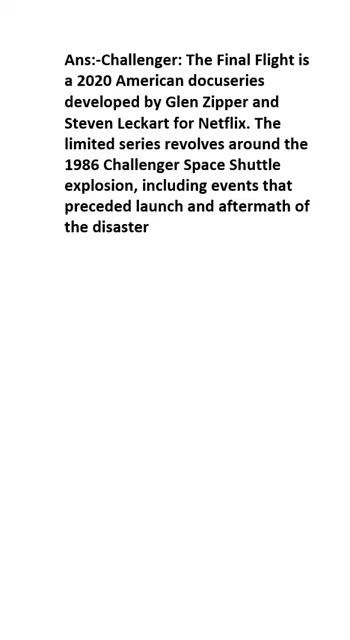 Ans:-Challenger: The Final Flight is
a 2020 American docuseries
developed by Glen Zipper and
Steven Leckart for Netflix. The
limited series revolves around the
1986 Challenger Space Shuttle
explosion, including events that
preceded launch and aftermath of
the disaster